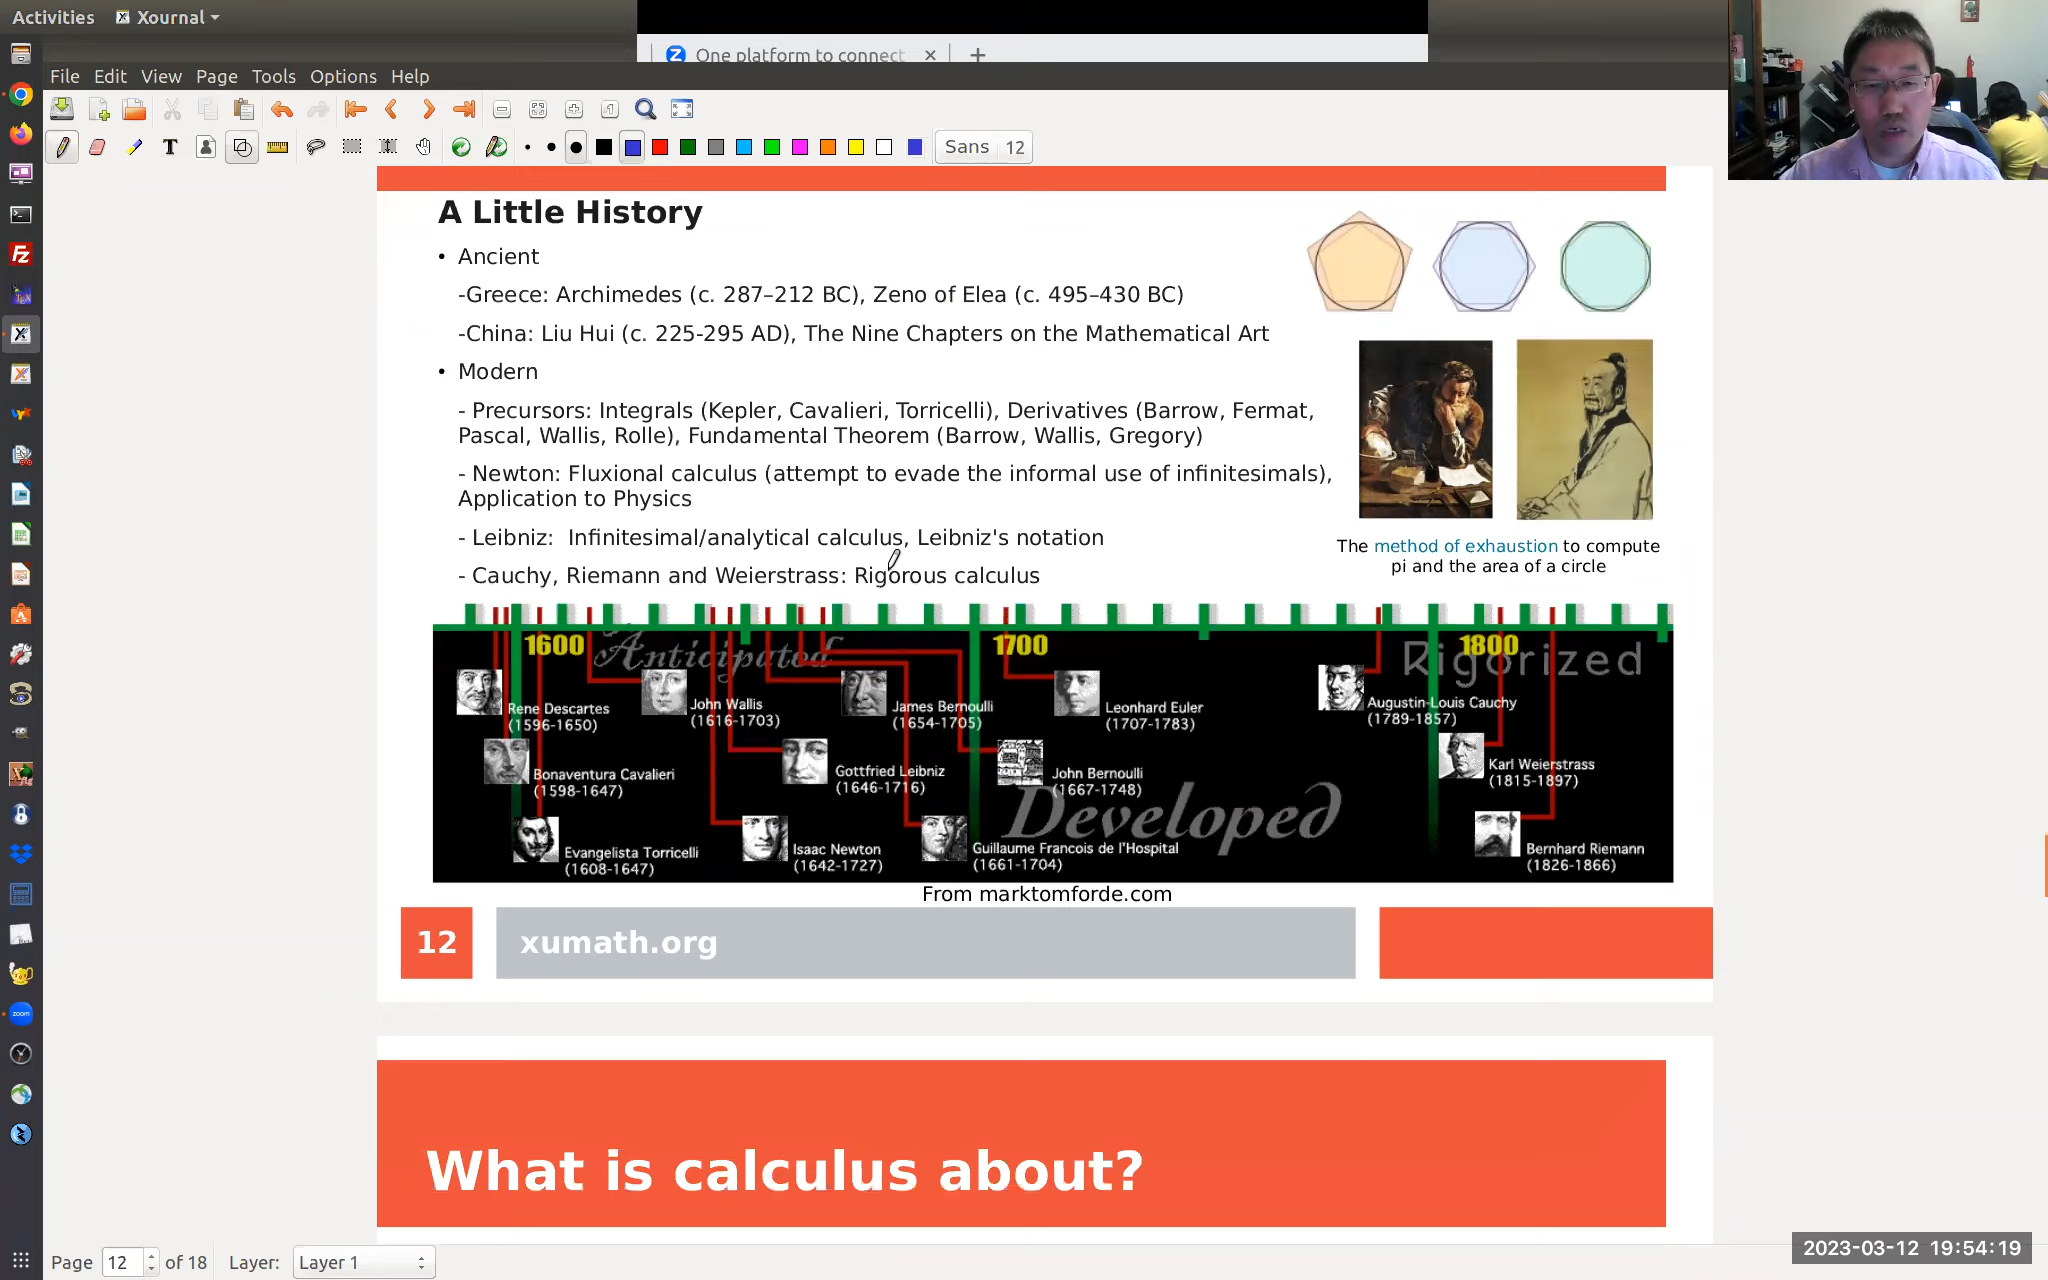 Activities
Xournal
One platform to connect
File Edit View Page Tools Options Help
Sans 12
A Little History
• Ancient
-Greece: Archimedes (c. 287–212 BC), Zeno of Elea (c. 495–430 BC)
-China: Liu Hui (c. 225-295 AD), The Nine Chapters on the Mathematical Art
• Modern
- Precursors: Integrals (Kepler, Cavalieri, Torricelli), Derivatives (Barrow, Fermat,
Pascal, Wallis, Rolle), Fundamental Theorem (Barrow, Wallis, Gregory)
- Newton: Fluxional calculus (attempt to evade the informal use of infinitesimals),
Application to Physics
- Leibniz: Infinitesimal/analytical calculus, Leibniz's notation
- Cauchy, Riemann and Weierstrass: Rigorous calculus
The method of exhaustion to compute
pi and the area of a circle
1600
Anticipated
1700
1800
Rigorized
Rene Descartes
(1596-1650)
John Wallis
(1616-1703)
James Bernoulli
(1654-1705)
Leonhard Euler
(1707-1783)
Augustin-Louis Cauchy
(1789-1857)
Bonaventura Cavalieri
(1598-1647)
Gottfried Leibniz
(1646-1716)
John Bernoulli
(1667-1748)
Karl Weierstrass
(1815-1897)
Developed
Evangelista Torricelli
(1608-1647)
Isaac Newton
(1642-1727)
Guillaume Francois de l'Hospital
(1661-1704)
Bernhard Riemann
(1826-1866)
From marktomforde.com
12
xumath.org
What is calculus about?
Page 12 of 18 Layer: Layer 1
2023-03-12 19:54:19
zoom
Fz